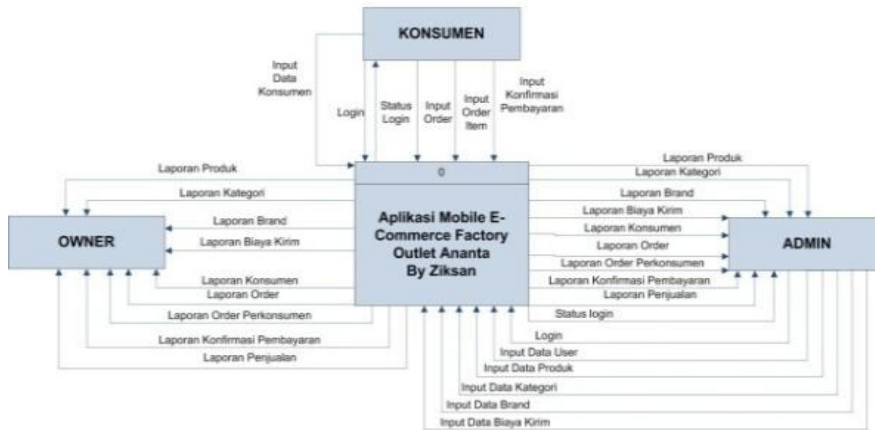 KONSUMEN
Input
Data
Konsumen
Login
Status
Login
Input
Order
Input
Order
Item
Input
Konfirmasi
Pembayaran
0
Aplikasi Mobile E-
Commerce Factory
Outlet Ananta
By Ziksan
OWNER
Laporan Produk
Laporan Kategori
Laporan Brand
Laporan Biaya Kirim
Laporan Konsumen
Laporan Order
Laporan Order Perkonsumen
Laporan Konfirmasi Pembayaran
Laporan Penjualan
ADMIN
Laporan Produk
Laporan Kategori
Laporan Brand
Laporan Biaya Kirim
Laporan Konsumen
Laporan Order
Laporan Order Perkonsumen
Laporan Konfirmasi Pembayaran
Laporan Penjualan
Status login
Login
Input Data User
Input Data Produk
Input Data Kategori
Input Data Brand
Input Data Biaya Kirim